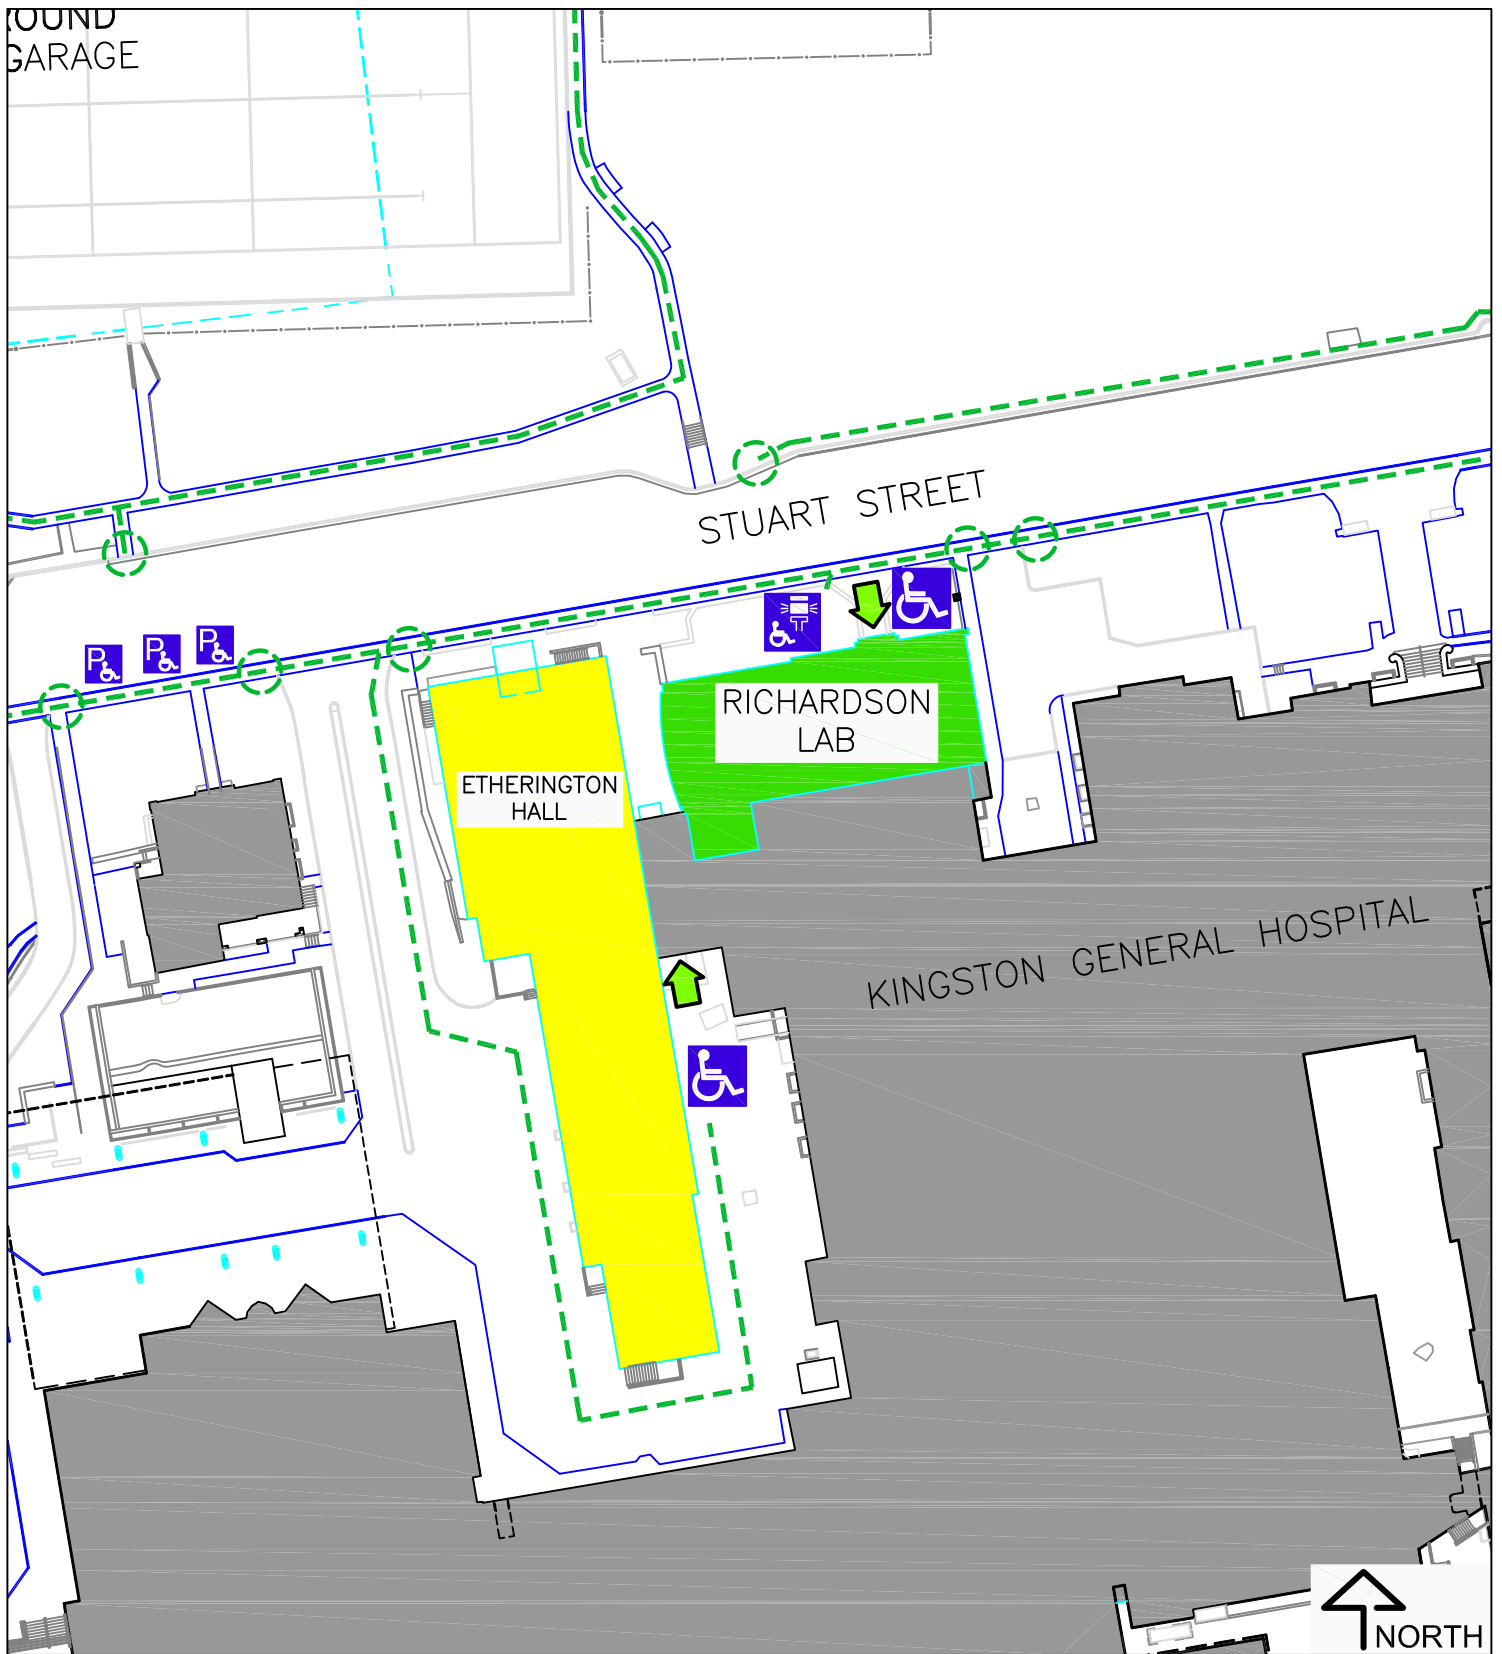 ROUND
GARAGE
STUART STREET
P
P
P
RICHARDSON
LAB
ETHERINGTON
HALL
KINGSTON GENERAL HOSPITAL
NORTH